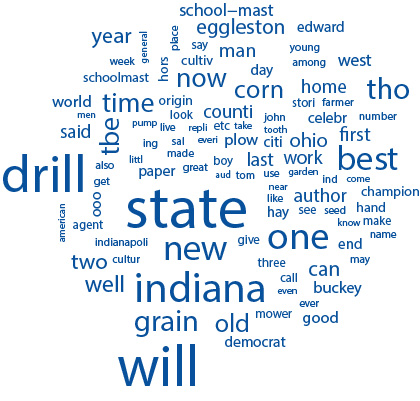 school-mast
eggleston edward
year general place say man young
week hors cultiv day among west
schoolmast now corn home tho
world men time origin counti stori farmer
look john celebr number
said tbe pump live repli etc take tooth
ing sal everi plow citi ohio first
drill also littl made paper great boy last work best
get aud tom use garden ind come
ooo state near like author champion
american agent hay see seed hand
know make
indianapoli new give one end name
two cultur three can may
well indiana call even buckey
grain old mower ever good
democrat
will